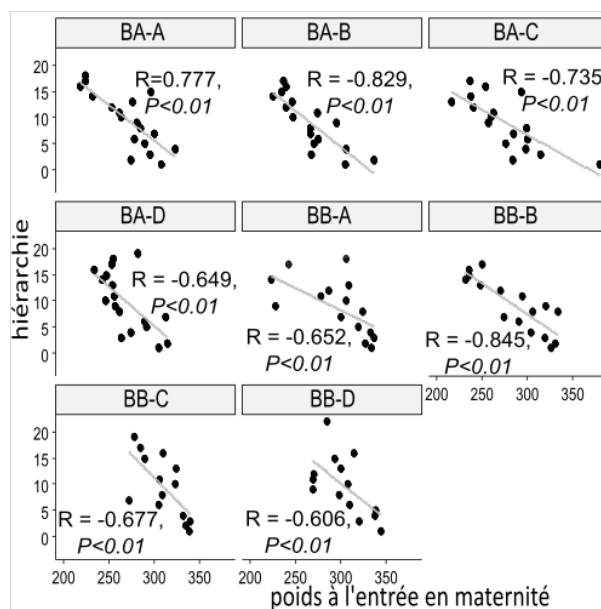 BA-A
BA-B
BA-C
R=0.777,
P<0.01
R = -0.829,
P<0.01
R = -0.735
P<0.01
20
15
10
5
0
BA-D
BB-A
BB-B
R = -0.649,
P<0.01
R = -0.652,
P<0.01
R = -0.845,
P<0.01
20
15
10
5
0
hiérarchie
BB-C
BB-D
R = -0.677,
P<0.01
R = -0.606,
P<0.01
20
15
10
5
0
200 250 300 350
200 250 300 350
200 250 300 350
poids à l'entrée en maternité